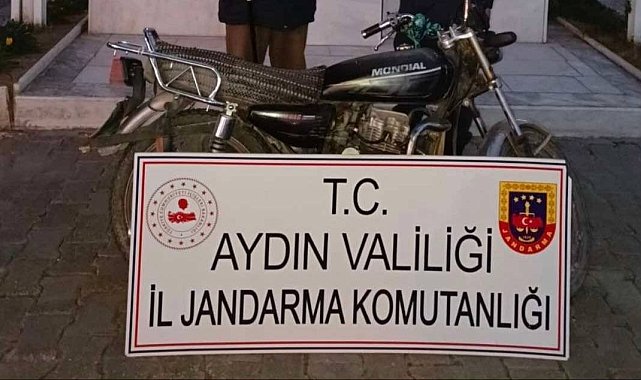 MONDIAL
T.C.
AYDIN VALİLİĞİ
İL JANDARMA KOMUTANLIĞI
JANDARMA